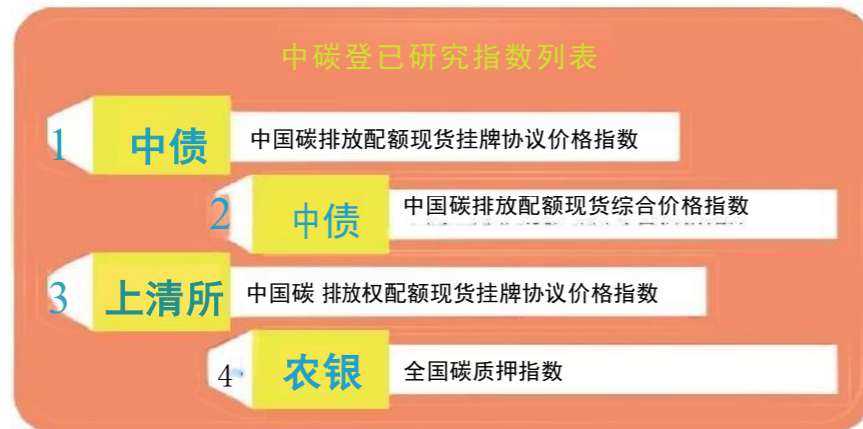 中碳登已研究指数列表
1 中债 中国碳排放配额现货挂牌协议价格指数
2 中债 中国碳排放配额现货综合价格指数
3 上清所 中国碳 排放权配额现货挂牌协议价格指数
4 农银 全国碳质押指数